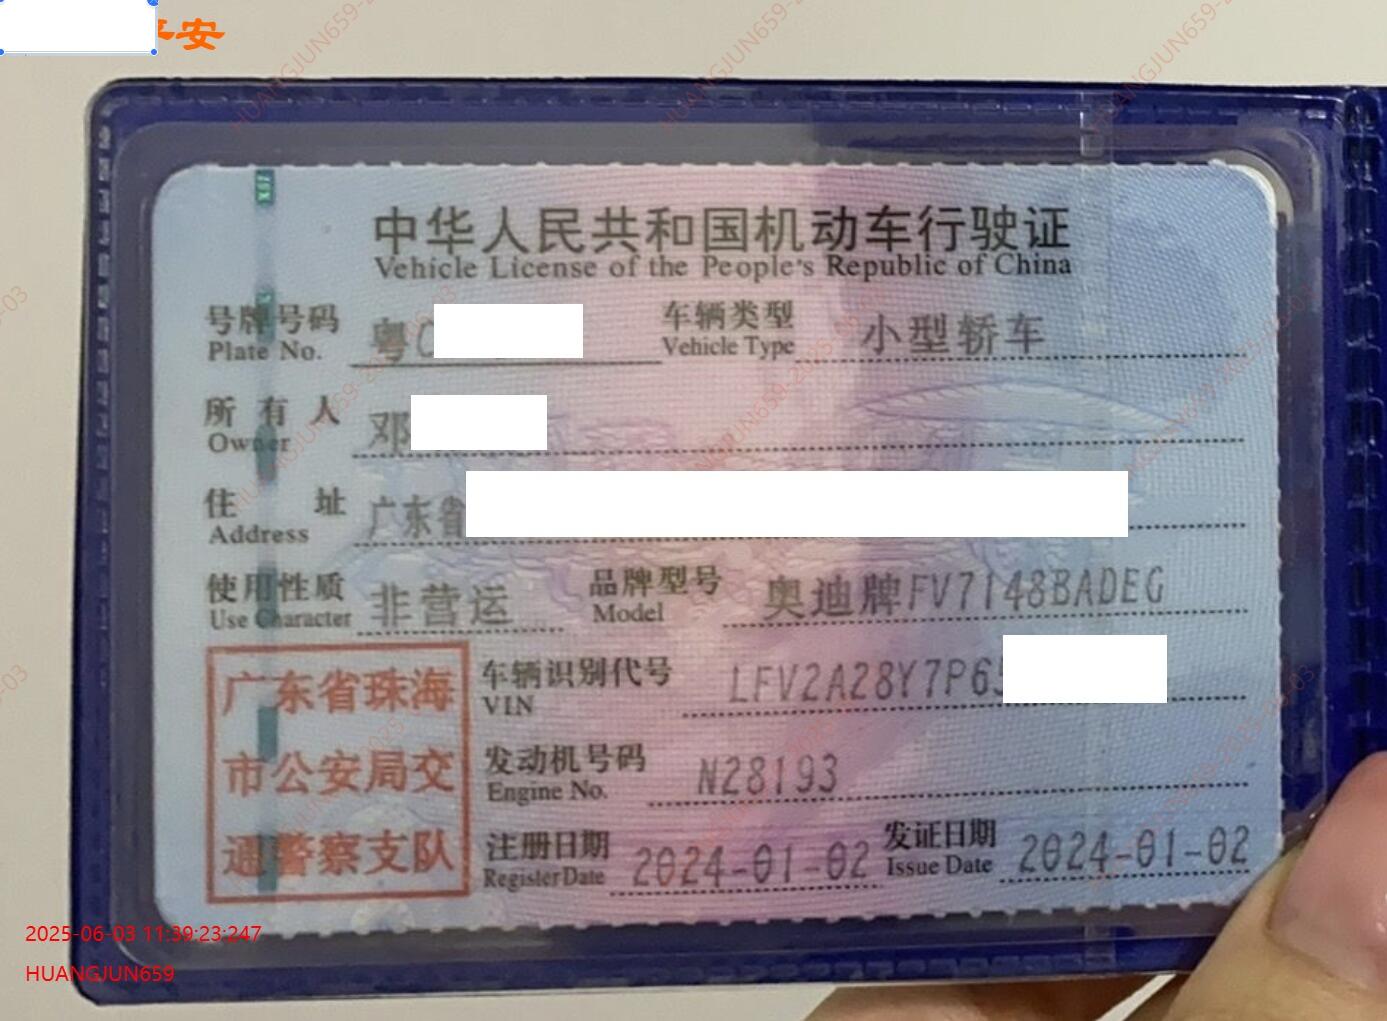 平安
中华人民共和国机动车行驶证
Vehicle License of the People's Republic of China
号牌号码 粤C 车辆类型 小型轿车
Plate No. Vehicle Type
所有人 邓
Owner
住址 广东省
Address
使用性质 非营运 品牌型号 奥迪牌FV7148BADEG
Use Character Model
广东省珠海 车辆识别代号 LFV2A28Y7P6
VIN
市公安局交 发动机号码 N28193
Engine No.
通警察支队 注册日期 2024-01-02 发证日期 2024-01-02
Register Date Issue Date
2025-06-03 11:39:23:247
HUANGJUN659